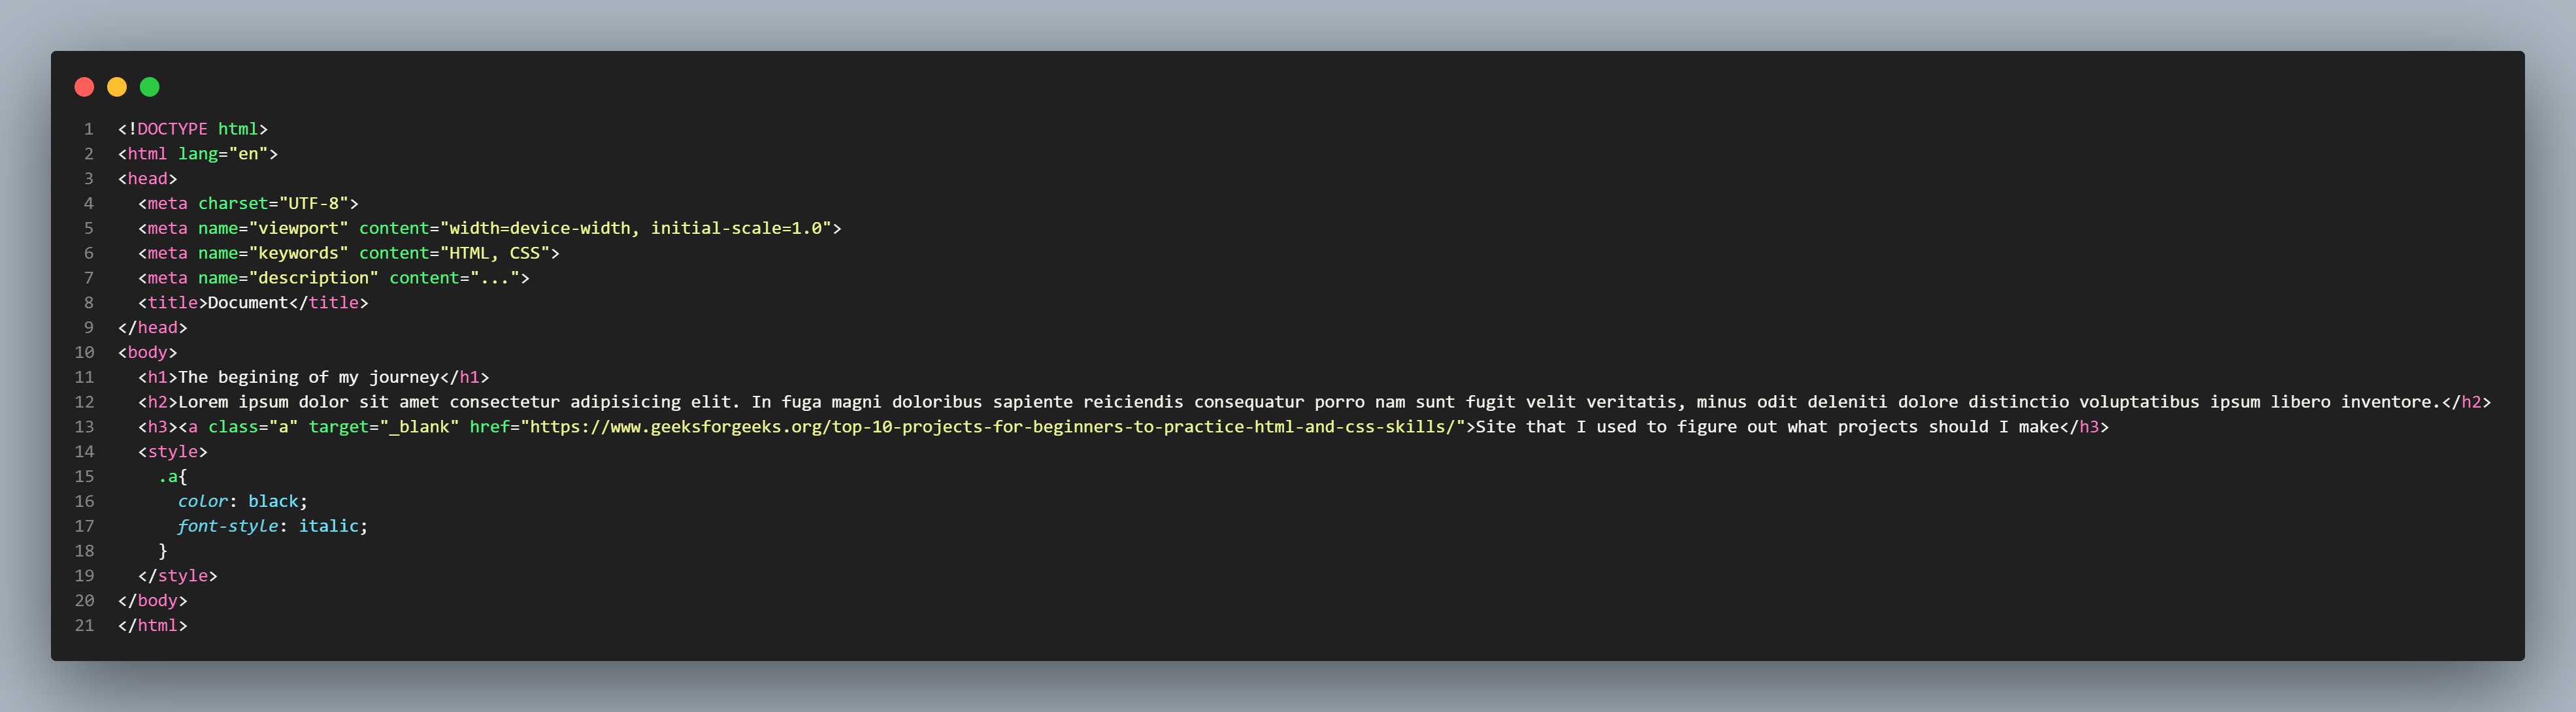 1 <!DOCTYPE html>
2 <html lang="en">
3 <head>
4   <meta charset="UTF-8">
5   <meta name="viewport" content="width=device-width, initial-scale=1.0">
6   <meta name="keywords" content="HTML, CSS">
7   <meta name="description" content="...">
8   <title>Document</title>
9 </head>
10 <body>
11   <h1>The begining of my journey</h1>
12   <h2>Lorem ipsum dolor sit amet consectetur adipisicing elit. In fuga magni doloribus sapiente reiciendis consequatur porro nam sunt fugit velit veritatis, minus odit deleniti dolore distinctio voluptatibus ipsum libero inventore.</h2>
13   <h3><a class="a" target="_blank" href="https://www.geeksforgeeks.org/top-10-projects-for-beginners-to-practice-html-and-css-skills/">Site that I used to figure out what projects should I make</h3>
14   <style>
15     .a{
16       color: black;
17       font-style: italic;
18     }
19   </style>
20 </body>
21 </html>